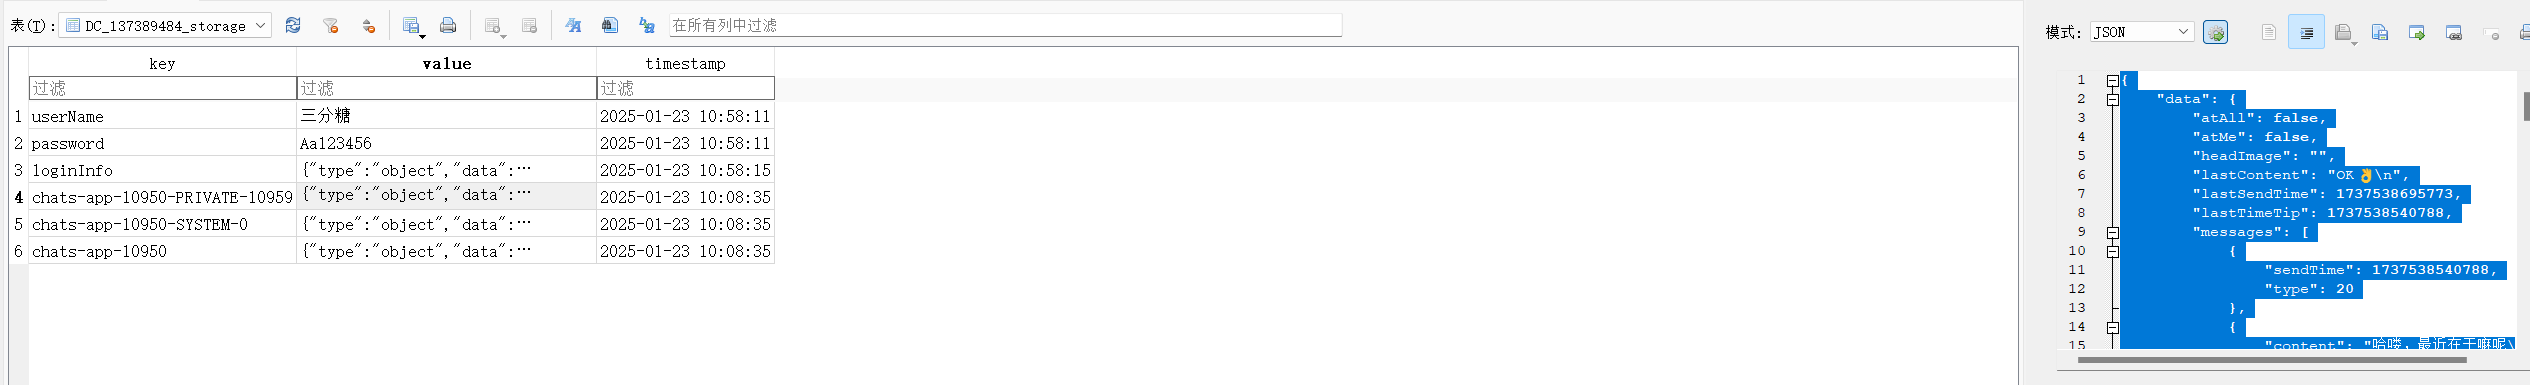 表(T): DC_137389484_storage 在所有列中过滤
模式: JSON
key value timestamp
过滤 过滤 过滤
1 userName 三分糖 2025-01-23 10:58:11
2 password Aa123456 2025-01-23 10:58:11
3 loginInfo {"type":"object","data":… 2025-01-23 10:58:15
4 chats-app-10950-PRIVATE-10959 {"type":"object","data":… 2025-01-23 10:08:35
5 chats-app-10950-SYSTEM-0 {"type":"object","data":… 2025-01-23 10:08:35
6 chats-app-10950 {"type":"object","data":… 2025-01-23 10:08:35
1 {
2 "data": {
3 "atAll": false,
4 "atMe": false,
5 "headImage": "",
6 "lastContent": "OK👌\n",
7 "lastSendTime": 1737538695773,
8 "lastTimeTip": 1737538540788,
9 "messages": [
10 {
11 "sendTime": 1737538540788,
12 "type": 20
13 },
14 {
15 "content": "哈喽，最近在干嘛呢\